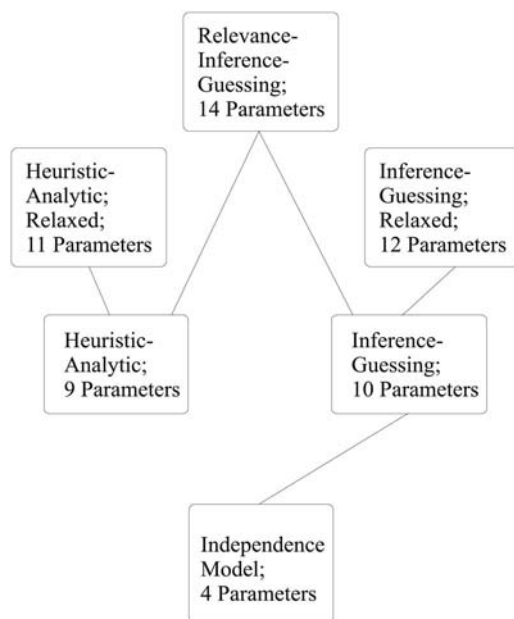 Relevance-
Inference-
Guessing;
14 Parameters
Heuristic-
Analytic;
Relaxed;
11 Parameters
Inference-
Guessing;
Relaxed;
12 Parameters
Heuristic-
Analytic;
9 Parameters
Inference-
Guessing;
10 Parameters
Independence
Model;
4 Parameters